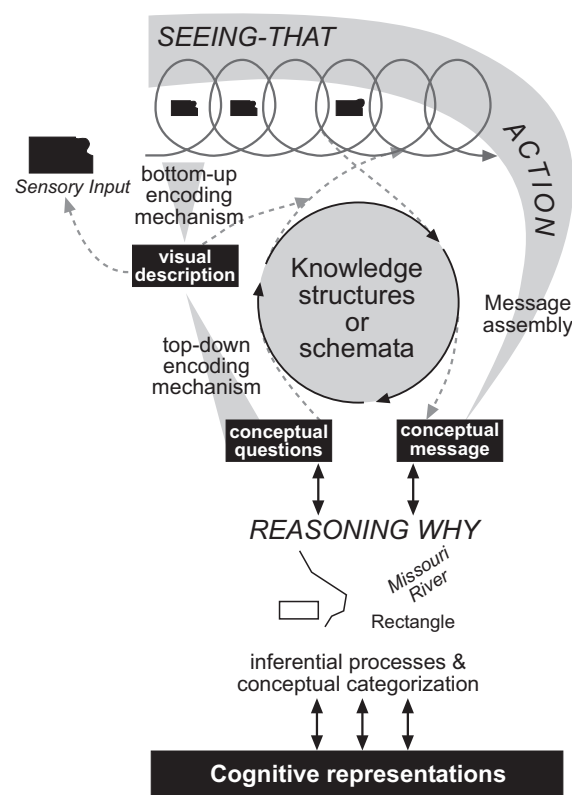 SEEING-THAT
ACTION
Sensory Input
bottom-up
encoding
mechanism
visual
description
Knowledge
structures
or
schemata
Message
assembly
top-down
encoding
mechanism
conceptual
questions
conceptual
message
REASONING WHY
Missouri
River
Rectangle
inferential processes &
conceptual categorization
Cognitive representations